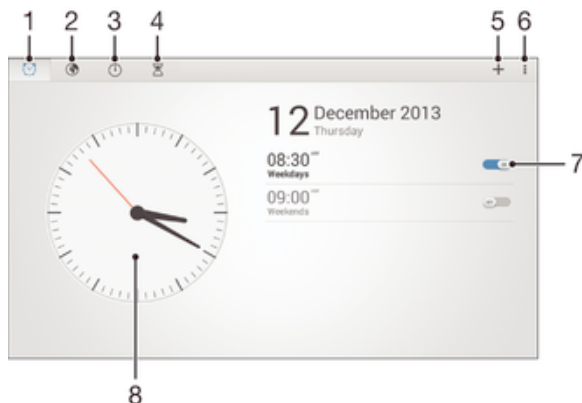 1 2 3 4 5 6
12 December 2013
Thursday
08:30
Weekdays
7
09:00
Weekends
8